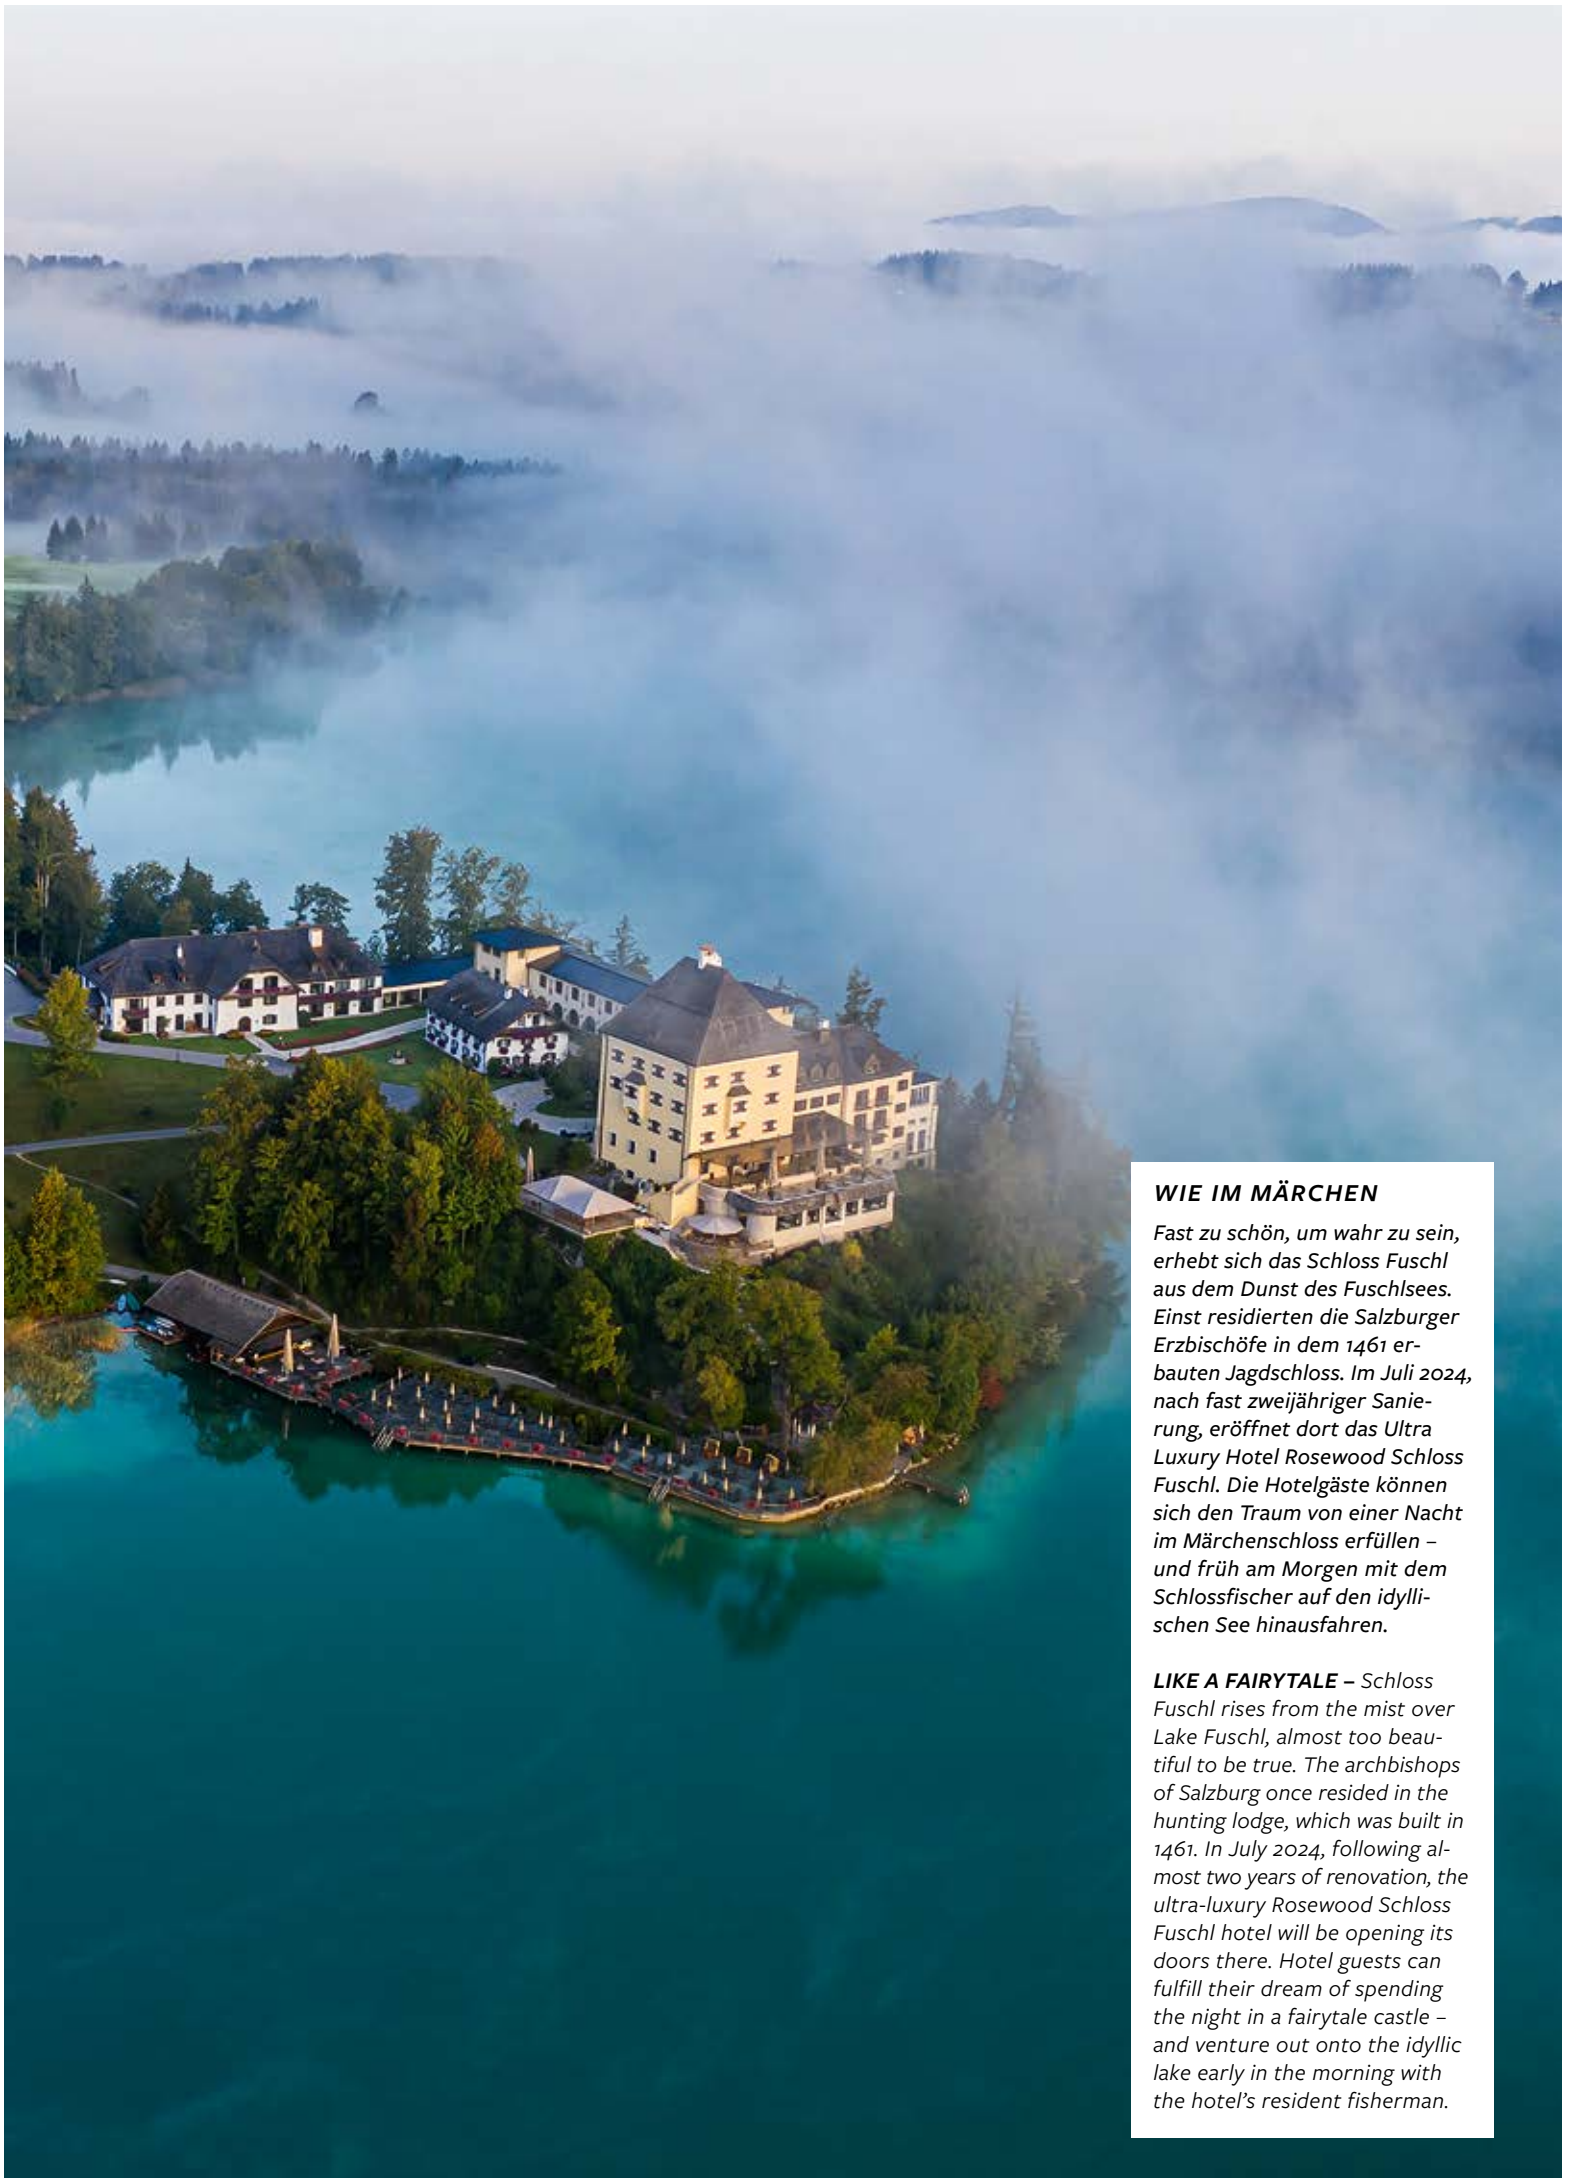 WIE IM MÄRCHEN
Fast zu schön, um wahr zu sein,
erhebt sich das Schloss Fuschl
aus dem Dunst des Fuschlsees.
Einst residierten die Salzburger
Erzbischöfe in dem 1461 er-
bauten Jagdschloss. Im Juli 2024,
nach fast zweijähriger Sanie-
rung, eröffnet dort das Ultra
Luxury Hotel Rosewood Schloss
Fuschl. Die Hotelgäste können
sich den Traum von einer Nacht
im Märchenschloss erfüllen –
und früh am Morgen mit dem
Schlossfischer auf den idylli-
schen See hinausfahren.
LIKE A FAIRYTALE – Schloss
Fuschl rises from the mist over
Lake Fuschl, almost too beau-
tiful to be true. The archbishops
of Salzburg once resided in the
hunting lodge, which was built in
1461. In July 2024, following al-
most two years of renovation, the
ultra-luxury Rosewood Schloss
Fuschl hotel will be opening its
doors there. Hotel guests can
fulfill their dream of spending
the night in a fairytale castle –
and venture out onto the idyllic
lake early in the morning with
the hotel's resident fisherman.